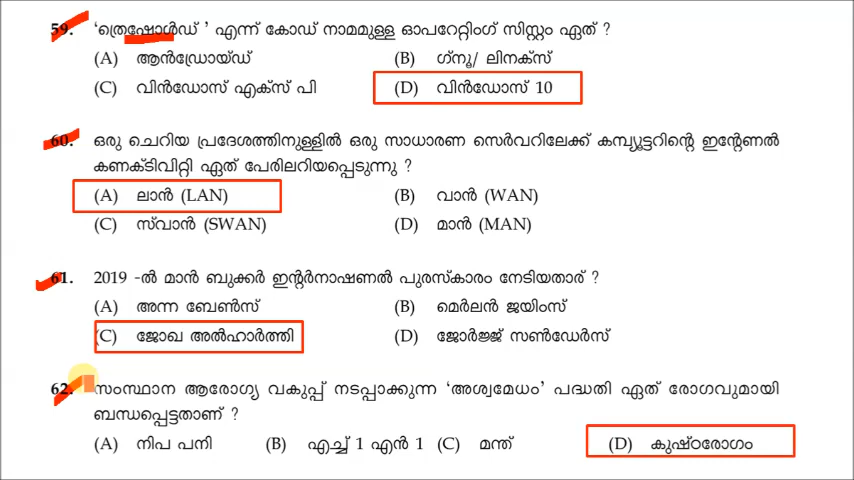 59. ‘ത്രെഷോൾഡ് ’ എന്ന് കോഡ് നാമമുള്ള ഓപറേറ്റിംഗ് സിസ്റ്റം ഏത് ?
(A) ആൻഡ്രോയ്ഡ് (B) ഗ്നൂ/ ലിനക്സ്
(C) വിൻഡോസ് എക്സ് പി (D) വിൻഡോസ് 10
60. ഒരു ചെറിയ പ്രദേശത്തിനുള്ളിൽ ഒരു സാധാരണ സെർവറിലേക്ക് കമ്പ്യൂട്ടറിന്റെ ഇന്റേണൽ
കണക്ടിവിറ്റി ഏത് പേരിലറിയപ്പെടുന്നു ?
(A) ലാൻ (LAN) (B) വാൻ (WAN)
(C) സ്വാൻ (SWAN) (D) മാൻ (MAN)
61. 2019 -ൽ മാൻ ബുക്കർ ഇന്റർനാഷണൽ പുരസ്കാരം നേടിയതാര് ?
(A) അന്ന ബേൺസ് (B) മെർലൻ ജയിംസ്
(C) ജോഖ അൽഹാർത്തി (D) ജോർജ്ജ് സൺഡേർസ്
62. സംസ്ഥാന ആരോഗ്യ വകുപ്പ് നടപ്പാക്കുന്ന ‘അശ്വമേധം’ പദ്ധതി ഏത് രോഗവുമായി
ബന്ധപ്പെട്ടതാണ് ?
(A) നിപ പനി (B) എച്ച് 1 എൻ 1 (C) മന്ത് (D) കുഷ്ഠരോഗം